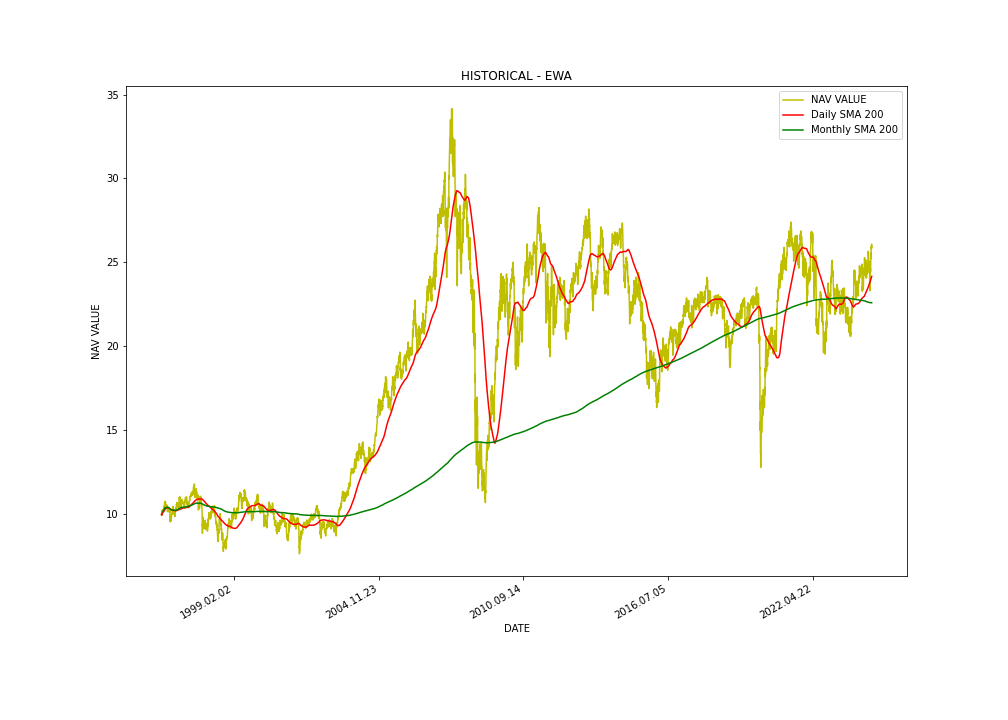 HISTORICAL - EWA
NAV VALUE
Daily SMA 200
Monthly SMA 200
35
30
25
20
15
10
NAV VALUE
1999.02.02
2004.11.23
2010.09.14
2016.07.05
2022.04.22
DATE